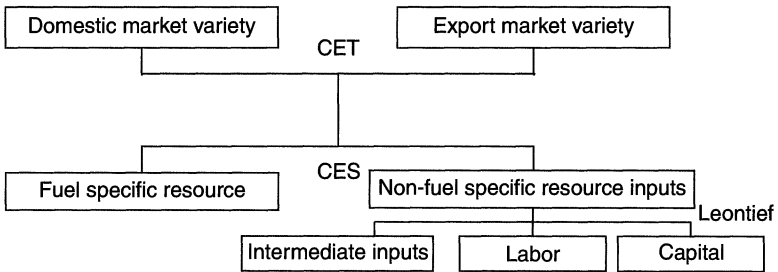 Domestic market variety
Export market variety
CET
CES
Fuel specific resource
Non-fuel specific resource inputs
Leontief
Intermediate inputs
Labor
Capital